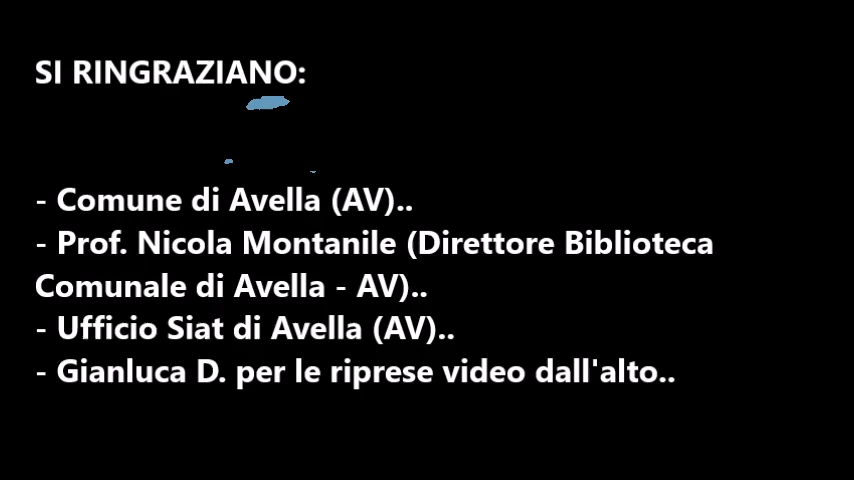 SI RINGRAZIANO:
- Comune di Avella (AV)..
- Prof. Nicola Montanile (Direttore Biblioteca
Comunale di Avella - AV)..
- Ufficio Siat di Avella (AV)..
- Gianluca D. per le riprese video dall'alto..